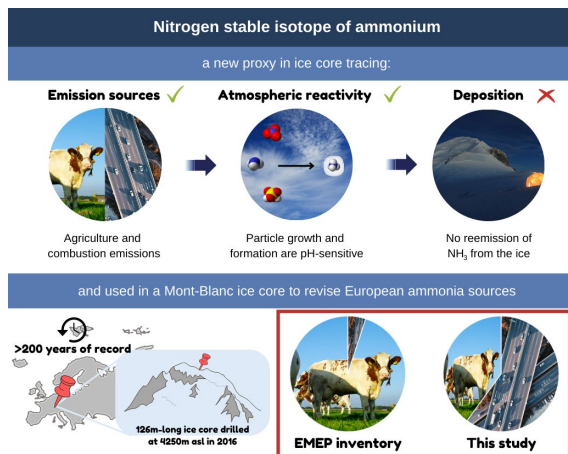 Nitrogen stable isotope of ammonium
a new proxy in ice core tracing:
Emission sources
Atmospheric reactivity
Deposition
Agriculture and
combustion emissions
Particle growth and
formation are pH-sensitive
No reemission of
NH₃ from the ice
and used in a Mont-Blanc ice core to revise European ammonia sources
>200 years of record
126m-long ice core drilled
at 4250m asl in 2016
EMEP inventory
This study